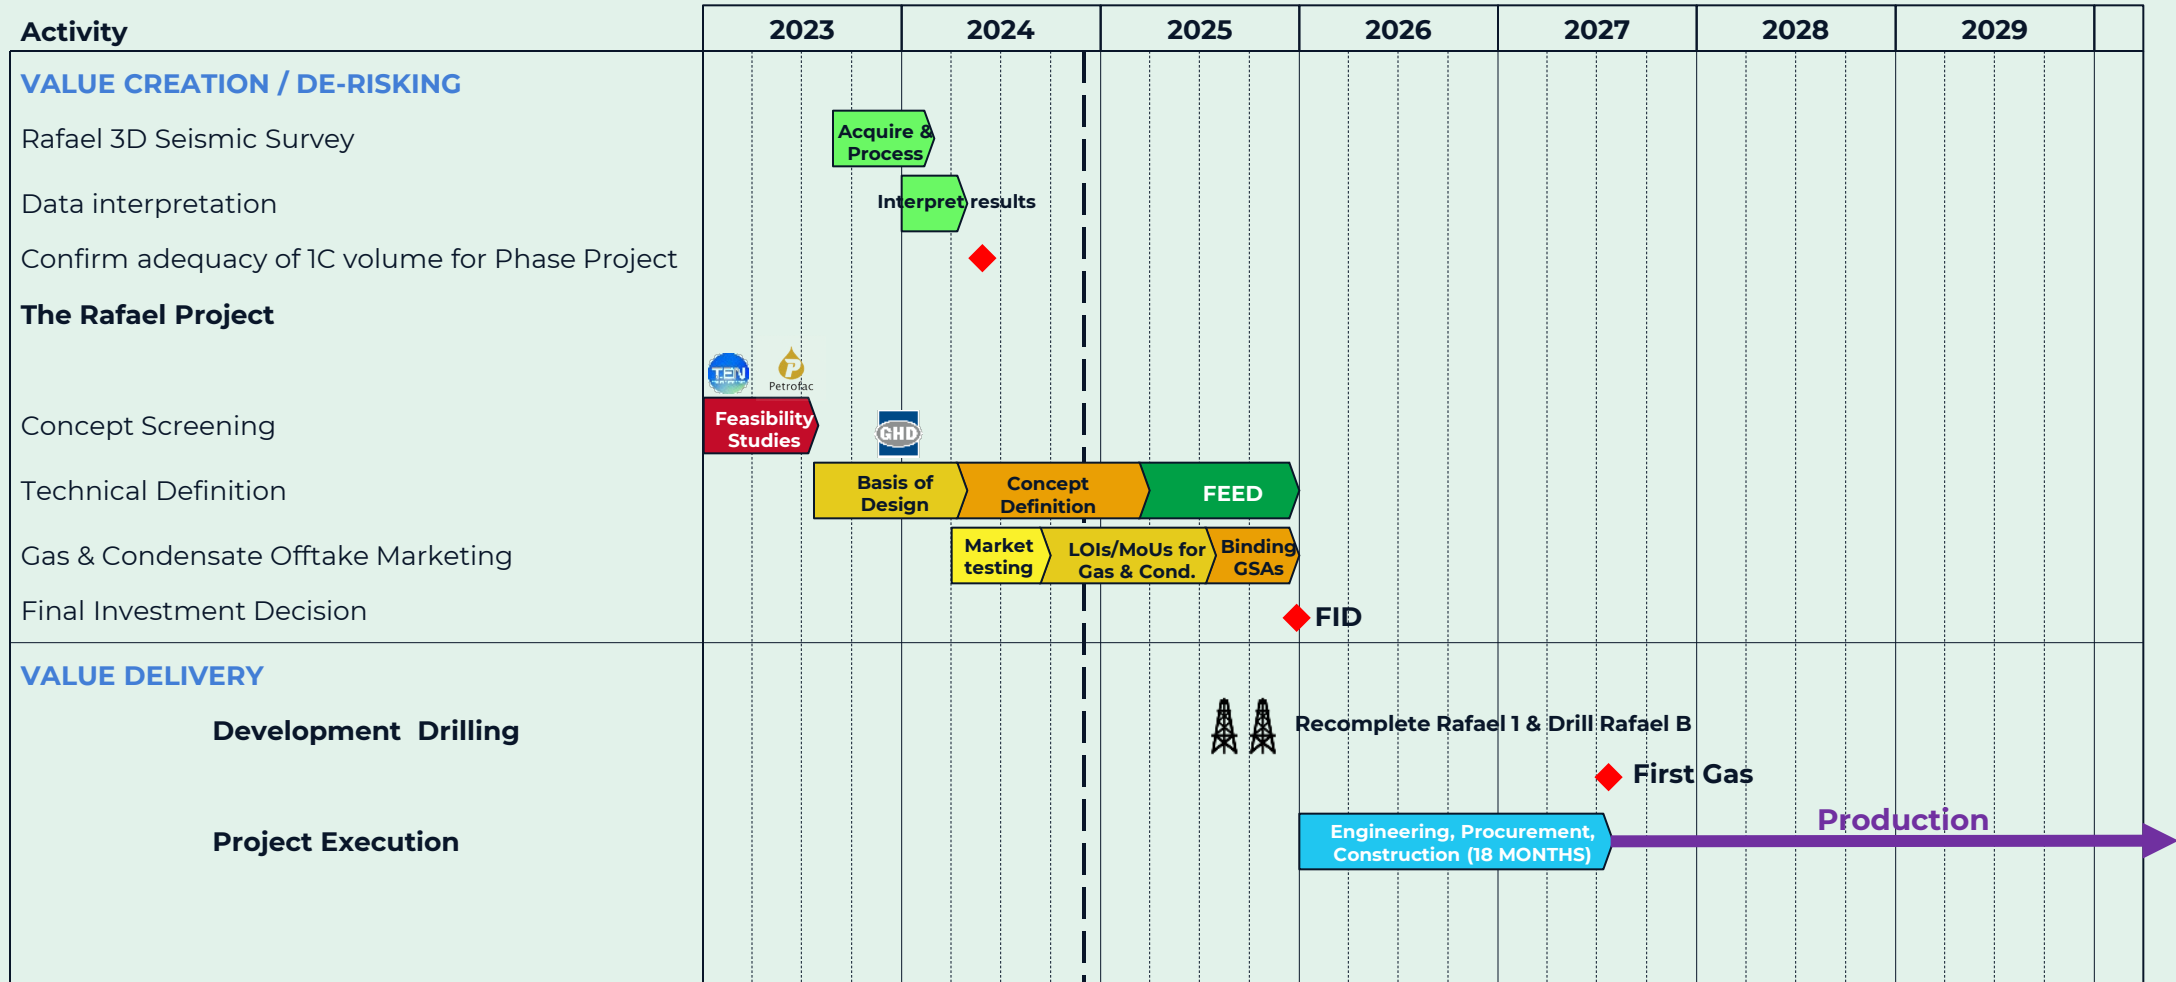 Activity
2023 2024 2025 2026 2027 2028 2029
VALUE CREATION / DE-RISKING
Rafael 3D Seismic Survey
Acquire &
Process
Data interpretation
Interpret results
Confirm adequacy of 1C volume for Phase Project
The Rafael Project
T.EN
Petrofac
Concept Screening
Feasibility
Studies
GHD
Technical Definition
Basis of
Design
Concept
Definition
FEED
Gas & Condensate Offtake Marketing
Market
testing
LOIs/MoUs for
Gas & Cond.
Binding
GSAs
Final Investment Decision
FID
VALUE DELIVERY
Development Drilling
Recomplete Rafael 1 & Drill Rafael B
First Gas
Project Execution
Engineering, Procurement,
Construction (18 MONTHS)
Production